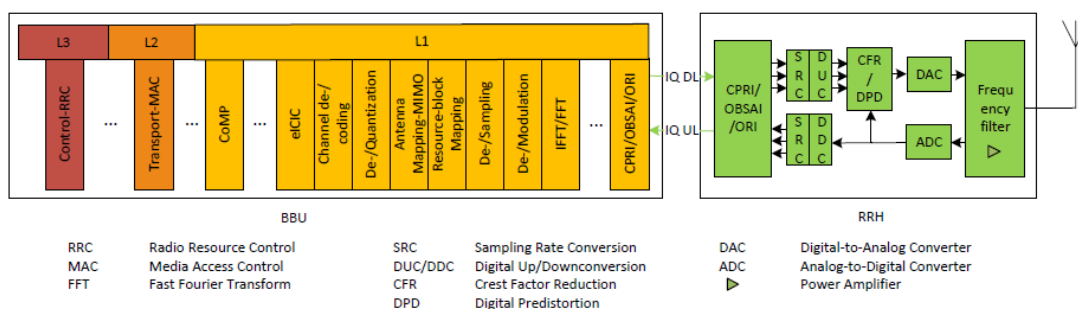 L3
L2
L1
Control-RRC
...
Transport-MAC
...
CoMP
...
eICIC
Channel de-/
coding
De-/Quantization
Antenna
Mapping-MIMO
Resource-block
Mapping
De-/Sampling
De-/Modulation
IFFT/FFT
...
CPRI/OBSAI/ORI
IQ DL
IQ UL
CPRI/
OBSAI
/ORI
SRC
DUC
CFR
/
DPD
DAC
SRC
DDC
ADC
Frequ
ency
filter
BBU
RRH
RRC Radio Resource Control
MAC Media Access Control
FFT Fast Fourier Transform
SRC Sampling Rate Conversion
DUC/DDC Digital Up/Downconversion
CFR Crest Factor Reduction
DPD Digital Predistortion
DAC Digital-to-Analog Converter
ADC Analog-to-Digital Converter
Power Amplifier